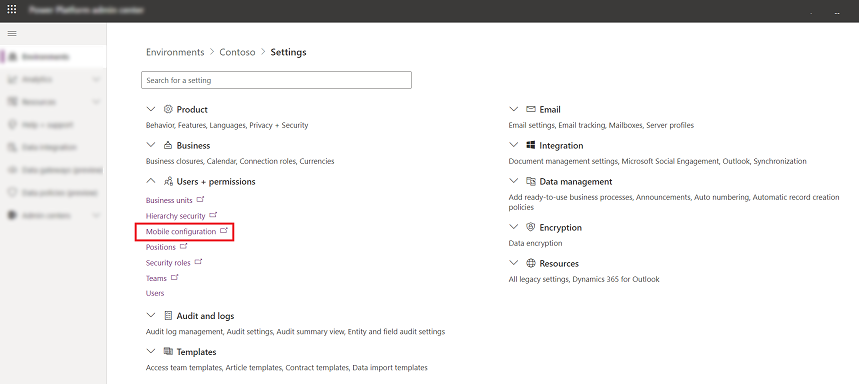 Power Platform admin center
Environments > Contoso > Settings
Search for a setting
Environments
Analytics
Resources
Help + support
Data integration
Data gateways (preview)
Data policies (preview)
Admin centers
Product
Behavior, Features, Languages, Privacy + Security
Business
Business closures, Calendar, Connection roles, Currencies
Users + permissions
Business units
Hierarchy security
Mobile configuration
Positions
Security roles
Teams
Users
Audit and logs
Audit log management, Audit settings, Audit summary view, Entity and field audit settings
Templates
Access team templates, Article templates, Contract templates, Data import templates
Email
Email settings, Email tracking, Mailboxes, Server profiles
Integration
Document management settings, Microsoft Social Engagement, Outlook, Synchronization
Data management
Add ready-to-use business processes, Announcements, Auto numbering, Automatic record creation
policies
Encryption
Data encryption
Resources
All legacy settings, Dynamics 365 for Outlook